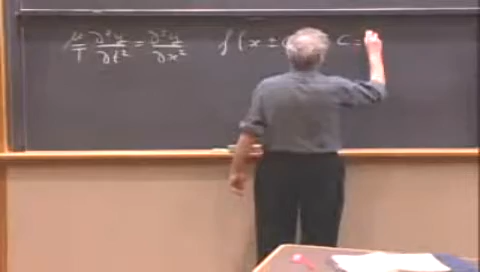 μ/T ∂²y/∂t² = ∂²y/∂x² f(x ± C=